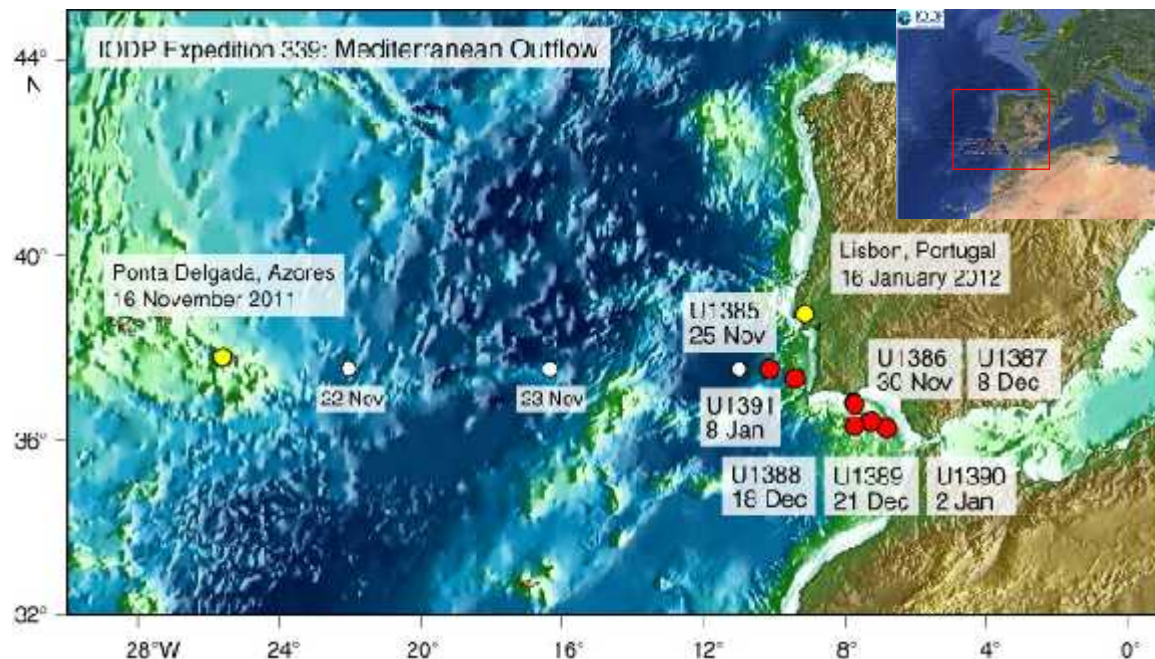 44°
N
IODP Expedition 339: Mediterranean Outflow
IODP
40°
Ponta Delgada, Azores
16 November 2011
Lisbon, Portugal
16 January 2012
U1385
25 Nov
U1386
30 Nov
U1387
8 Dec
22 Nov
23 Nov
U1391
8 Jan
36°
U1388
18 Dec
U1389
21 Dec
U1390
2 Jan
32°
28°W
24°
20°
16°
12°
8°
4°
0°